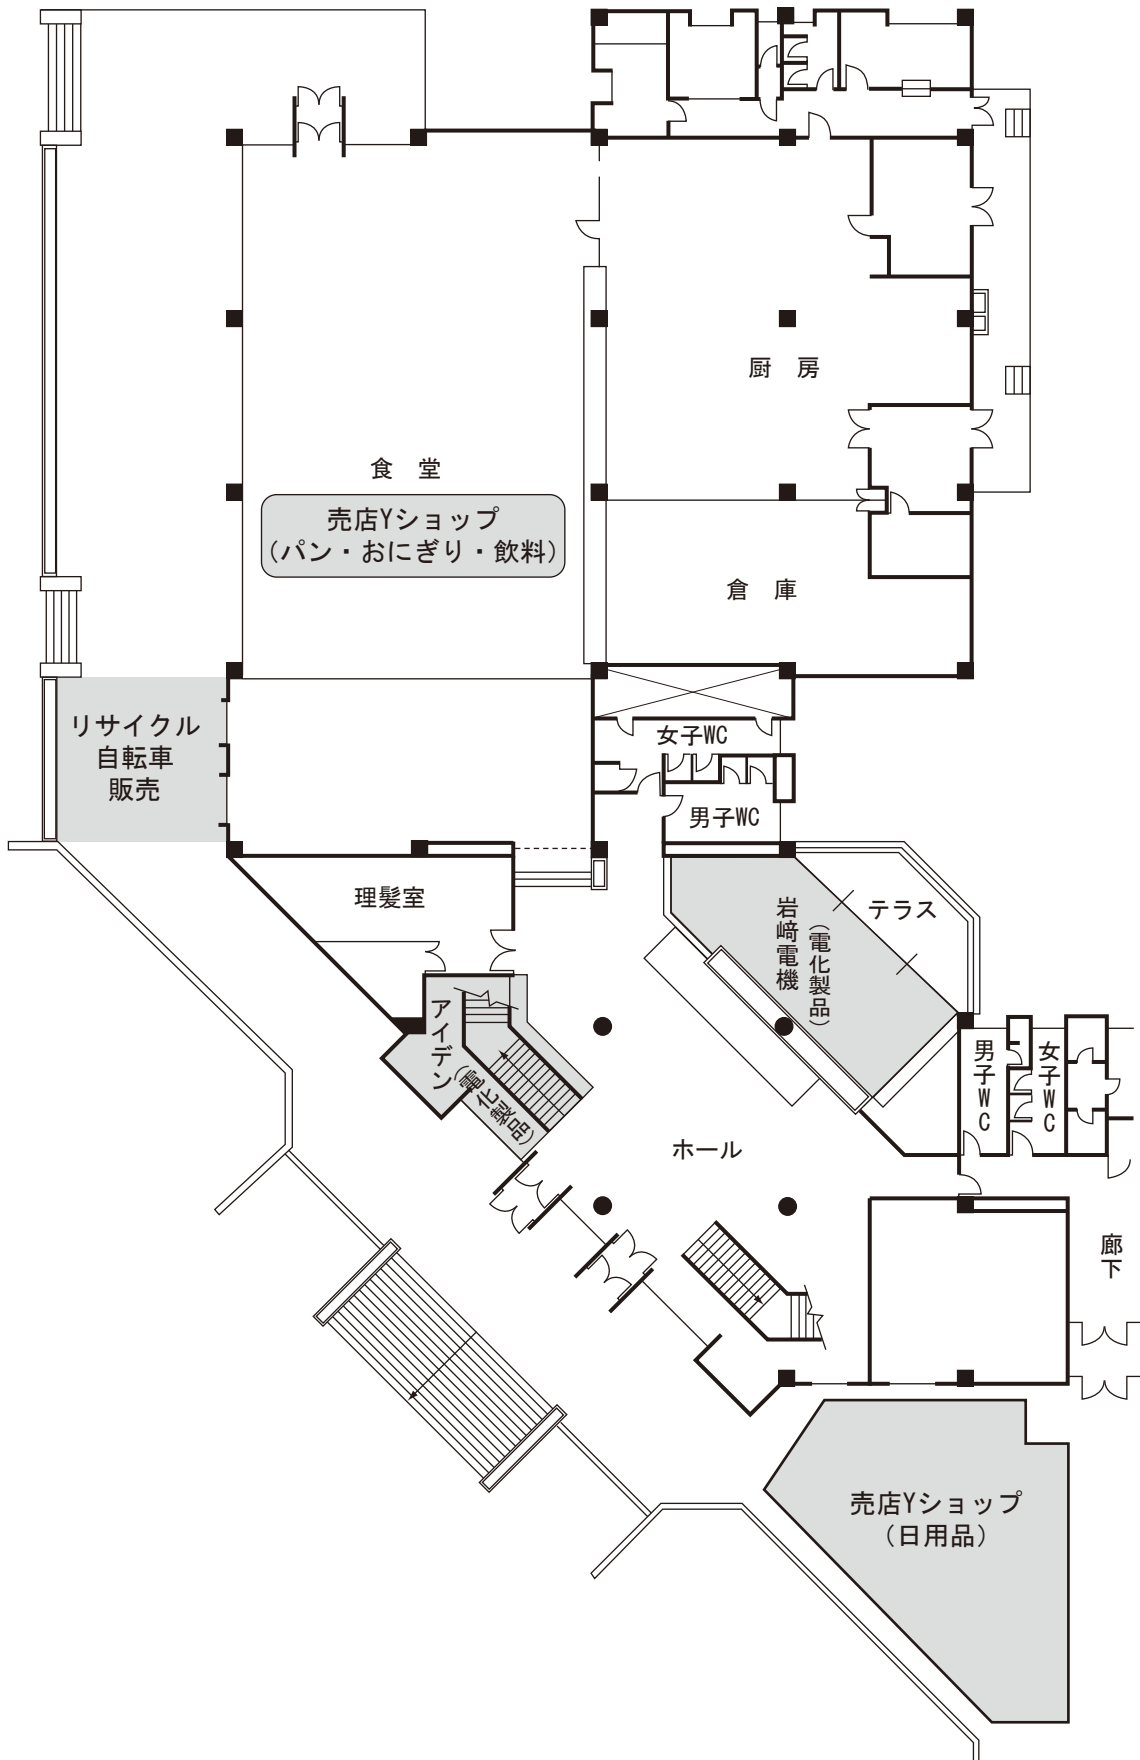 厨　房
食　堂
売店Yショップ
（パン・おにぎり・飲料）
倉　庫
リサイクル
自転車
販売
女子WC
男子WC
理髪室
テラス
岩﨑電機
（電化製品）
アイデン
（電化製品）
男子WC
女子WC
ホール
廊下
売店Yショップ
（日用品）